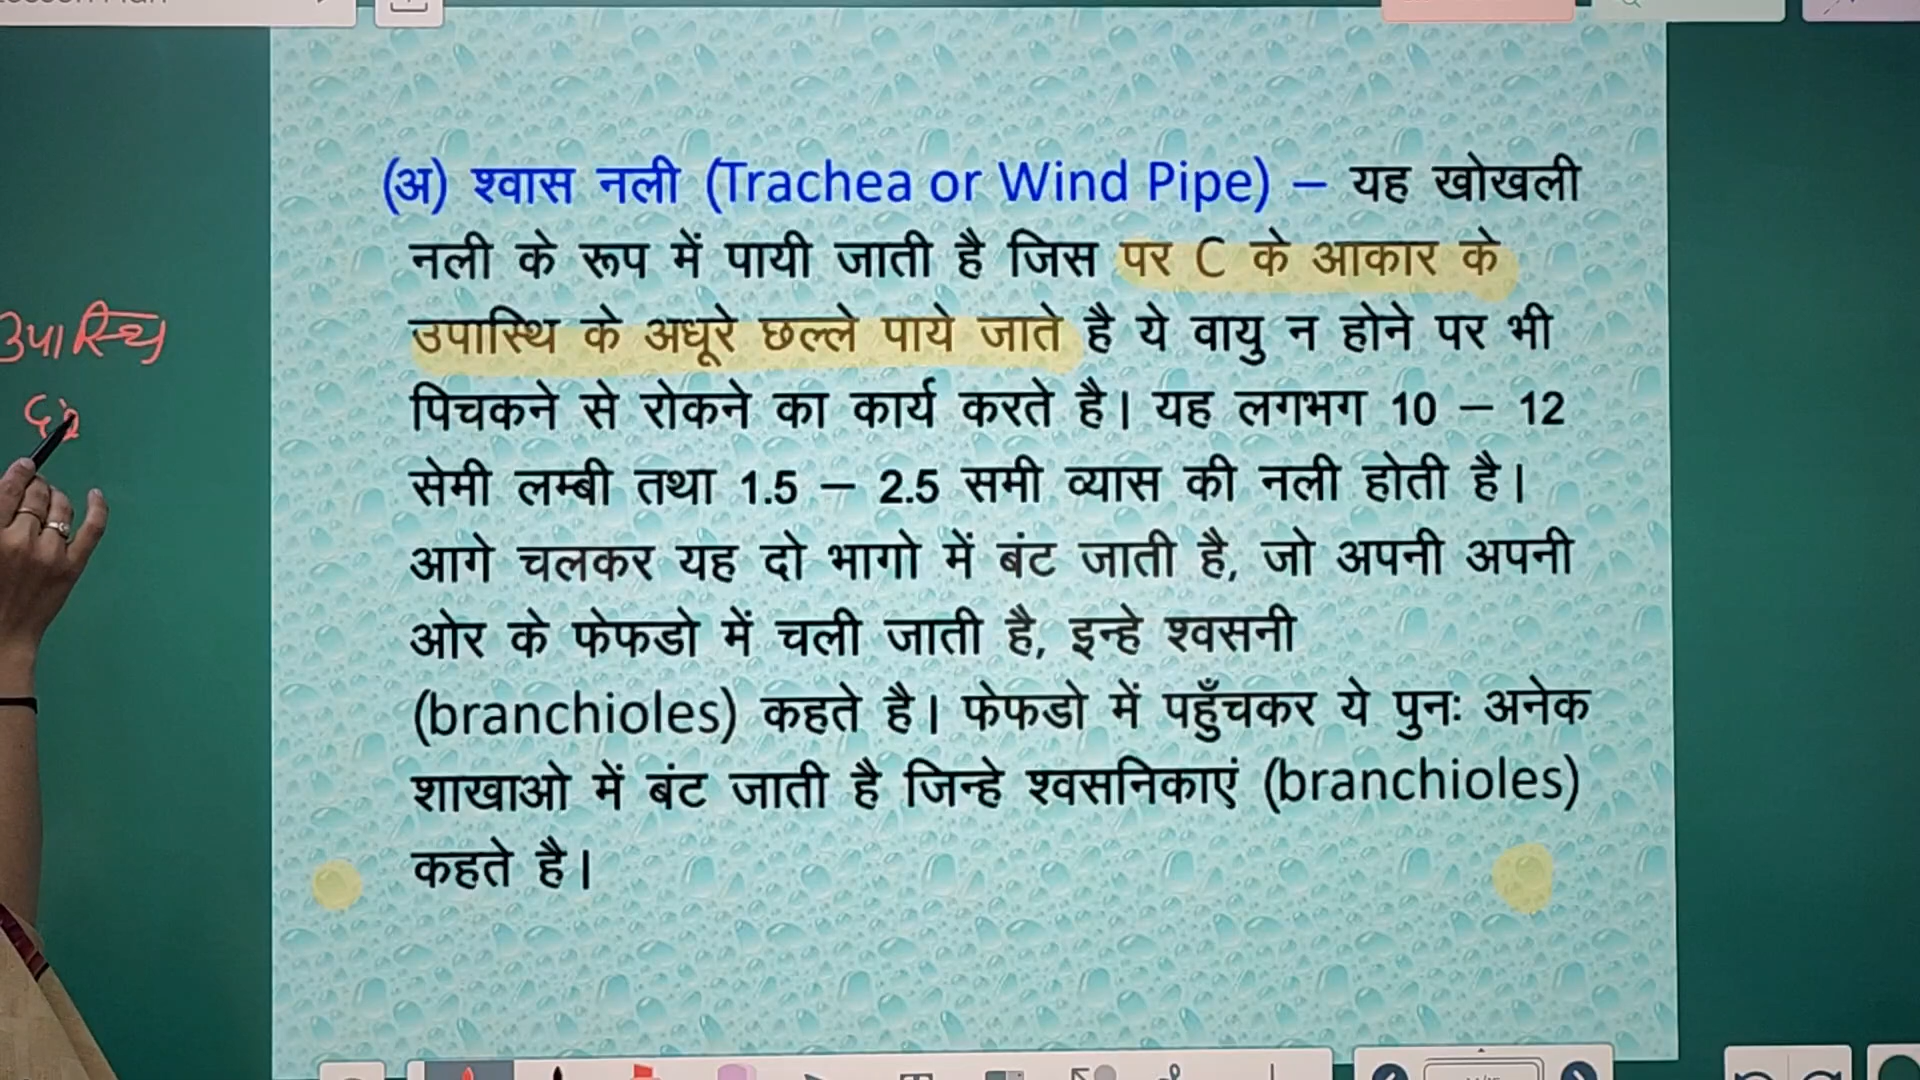 (अ) श्वास नली (Trachea or Wind Pipe) – यह खोखली
नली के रूप में पायी जाती है जिस पर C के आकार के
उपास्थि के अधूरे छल्ले पाये जाते है ये वायु न होने पर भी
पिचकने से रोकने का कार्य करते है। यह लगभग 10 – 12
सेमी लम्बी तथा 1.5 – 2.5 समी व्यास की नली होती है।
आगे चलकर यह दो भागो में बंट जाती है, जो अपनी अपनी
ओर के फेफडो में चली जाती है, इन्हे श्वसनी
(branchioles) कहते है। फेफडो में पहुँचकर ये पुनः अनेक
शाखाओ में बंट जाती है जिन्हे श्वसनिकाएं (branchioles)
कहते है।
उपास्थि